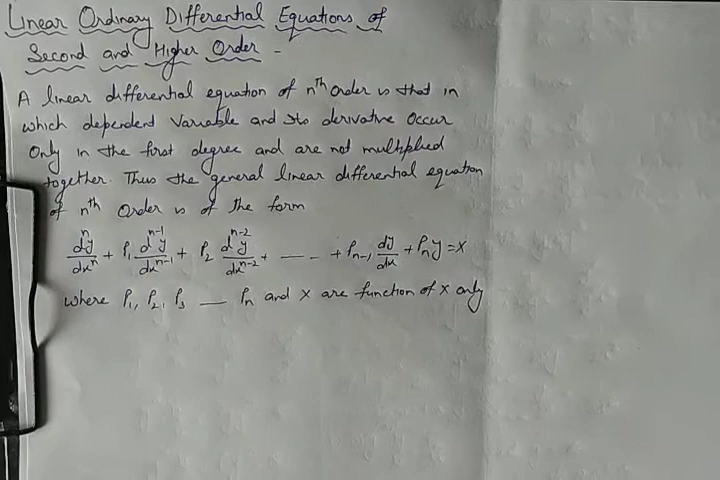 Linear Ordinary Differential Equations of
Second and Higher Order -
A linear differential equation of nth order is that in
which dependent variable and its derivative occur
only in the first degree and are not multiplied
together. Thus the general linear differential equation
of nth order is of the form
dⁿy/dxⁿ + P₁ dⁿ⁻¹y/dxⁿ⁻¹ + P₂ dⁿ⁻²y/dxⁿ⁻² + --- + Pₙ₋₁ dy/dx + Pₙy = X
where P₁, P₂, P₃ — Pₙ and X are function of x only